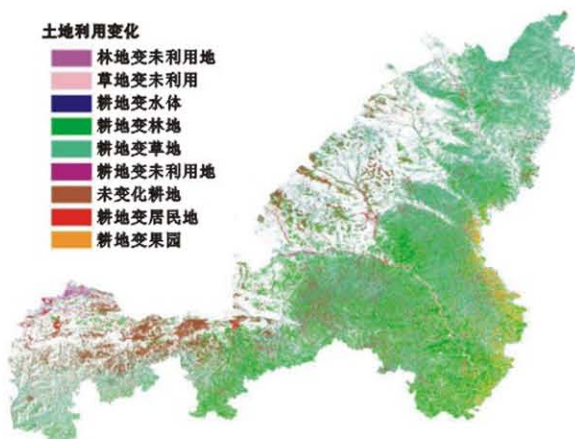 土地利用变化
林地变未利用地
草地变未利用
耕地变水体
耕地变林地
耕地变草地
耕地变未利用地
未变化耕地
耕地变居民地
耕地变果园